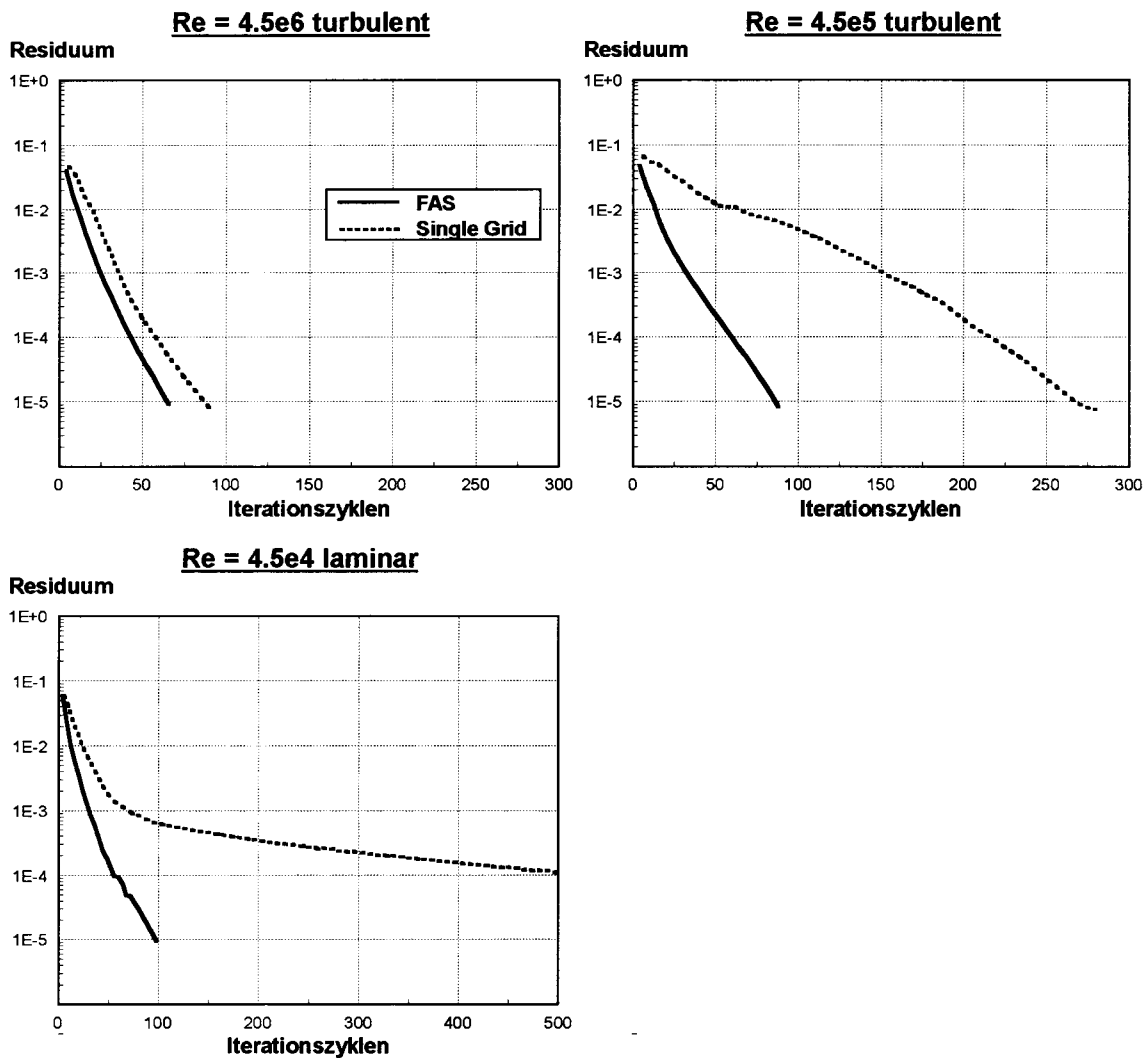 Re = 4.5e6 turbulent
Residuum
1E+0
1E-1
1E-2
1E-3
1E-4
1E-5
0 50 100 150 200 250 300
Iterationszyklen
FAS
Single Grid
Re = 4.5e5 turbulent
Residuum
1E+0
1E-1
1E-2
1E-3
1E-4
1E-5
0 50 100 150 200 250 300
Iterationszyklen
Re = 4.5e4 laminar
Residuum
1E+0
1E-1
1E-2
1E-3
1E-4
1E-5
0 100 200 300 400 500
Iterationszyklen